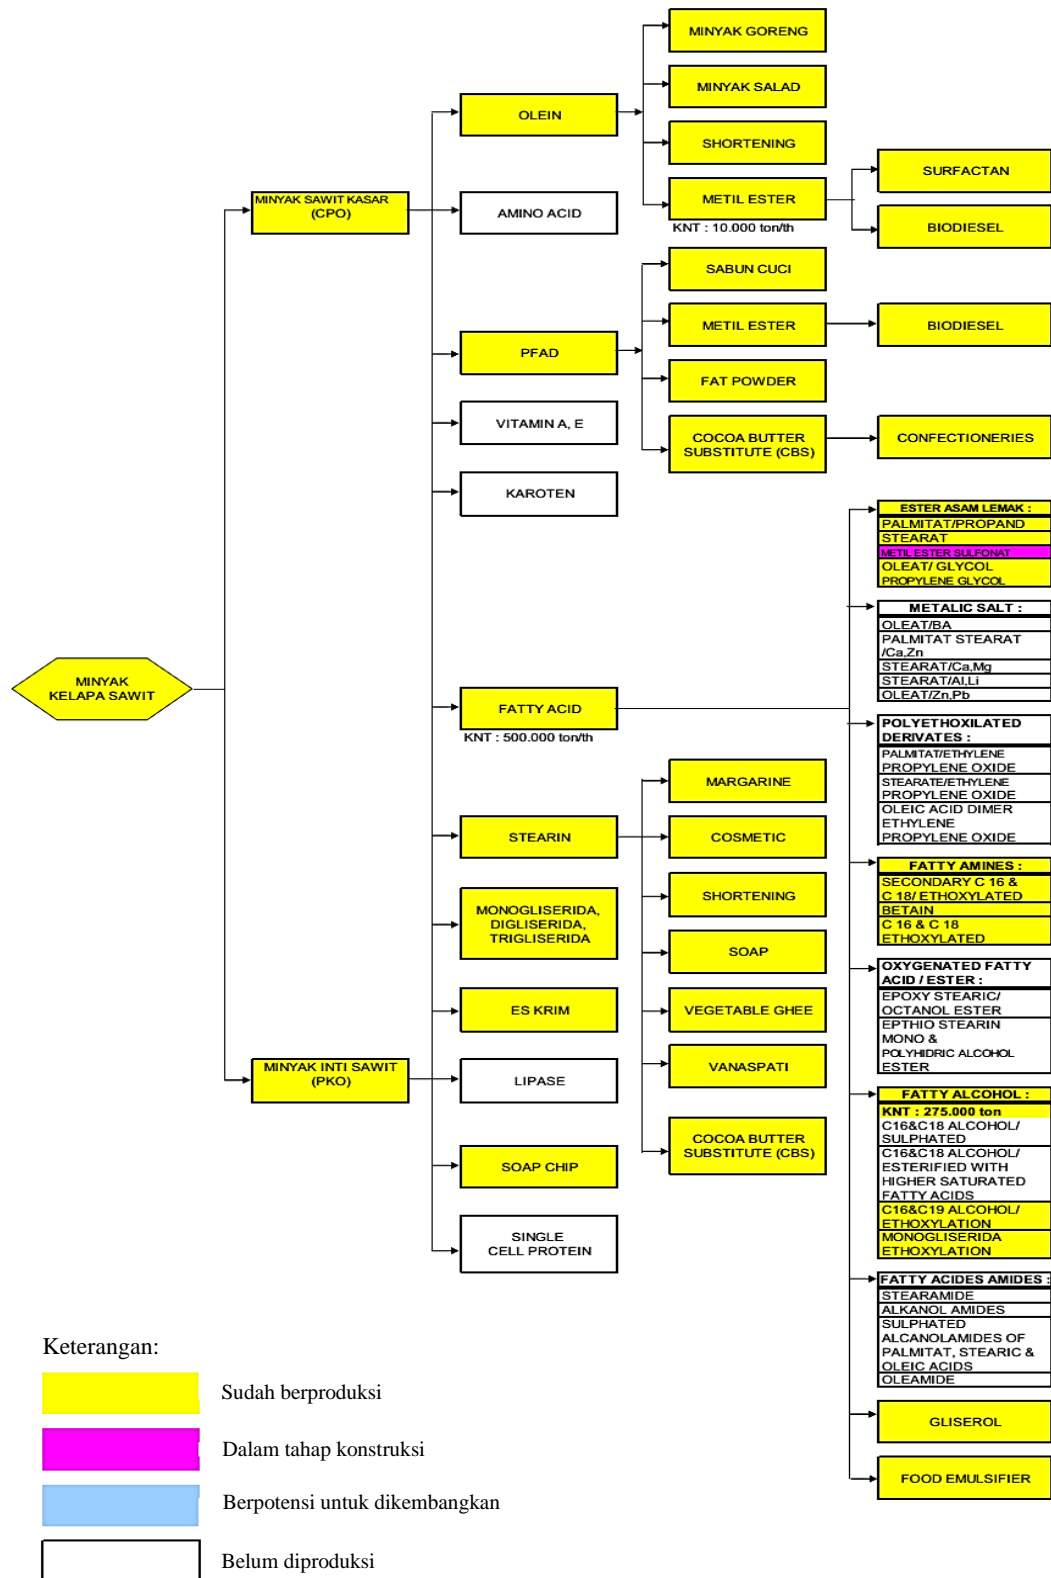 MINYAK
KELAPA SAWIT
MINYAK SAWIT KASAR
(CPO)
MINYAK INTI SAWIT
(PKO)
OLEIN
AMINO ACID
PFAD
VITAMIN A, E
KAROTEN
FATTY ACID
KNT : 500.000 ton/th
STEARIN
MONOGLISERIDA,
DIGLISERIDA,
TRIGLISERIDA
ES KRIM
LIPASE
SOAP CHIP
SINGLE
CELL PROTEIN
MINYAK GORENG
MINYAK SALAD
SHORTENING
METIL ESTER
KNT : 10.000 ton/th
SABUN CUCI
METIL ESTER
FAT POWDER
COCOA BUTTER
SUBSTITUTE (CBS)
MARGARINE
COSMETIC
SHORTENING
SOAP
VEGETABLE GHEE
VANASPATI
COCOA BUTTER
SUBSTITUTE (CBS)
SURFACTAN
BIODIESEL
BIODIESEL
CONFECTIONERIES
ESTER ASAM LEMAK :
PALMITAT/PROPAND
STEARAT
METIL ESTER SULFONAT
OLEAT/ GLYCOL
PROPYLENE GLYCOL
METALIC SALT :
OLEAT/BA
PALMITAT STEARAT
/Ca,Zn
STEARAT/Ca,Mg
STEARAT/Al,Li
OLEAT/Zn,Pb
POLYETHOXILATED
DERIVATES :
PALMITAT/ETHYLENE
PROPYLENE OXIDE
STEARATE/ETHYLENE
PROPYLENE OXIDE
OLEIC ACID DIMER
ETHYLENE
PROPYLENE OXIDE
FATTY AMINES :
SECONDARY C 16 &
C 18/ ETHOXYLATED
BETAIN
C 16 & C 18
ETHOXYLATED
OXYGENATED FATTY
ACID / ESTER :
EPOXY STEARIC/
OCTANOL ESTER
EPTHIO STEARIN
MONO &
POLYHIDRIC ALCOHOL
ESTER
FATTY ALCOHOL :
KNT : 275.000 ton
C16&C18 ALCOHOL/
SULPHATED
C16&C18 ALCOHOL/
ESTERIFIED WITH
HIGHER SATURATED
FATTY ACIDS
C16&C19 ALCOHOL/
ETHOXYLATION
MONOGLISERIDA
ETHOXYLATION
FATTY ACIDES AMIDES :
STEARAMIDE
ALKANOL AMIDES
SULPHATED
ALCANOLAMIDES OF
PALMITAT, STEARIC &
OLEIC ACIDS
OLEAMIDE
GLISEROL
FOOD EMULSIFIER
Keterangan:
Sudah berproduksi
Dalam tahap konstruksi
Berpotensi untuk dikembangkan
Belum diproduksi